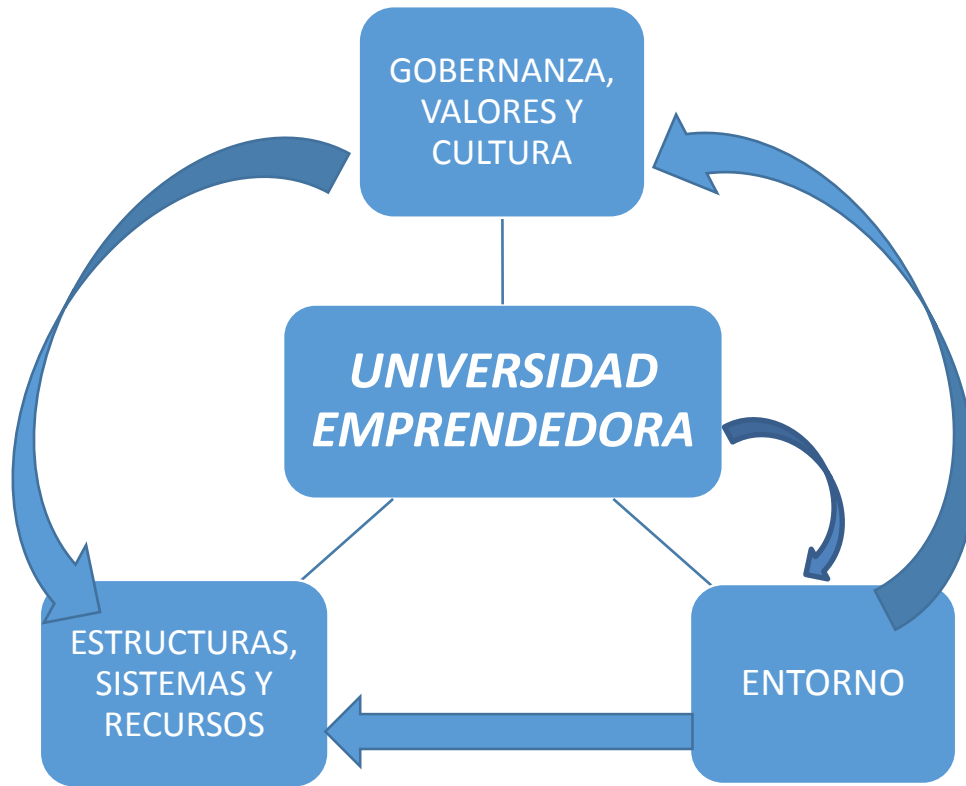 GOBERNANZA,
VALORES Y
CULTURA
UNIVERSIDAD
EMPRENDEDORA
ESTRUCTURAS,
SISTEMAS Y
RECURSOS
ENTORNO